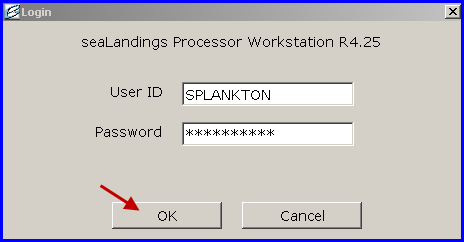 Login
seaLandings Processor Workstation R4.25
User ID SPLANKTON
Password **********
OK Cancel